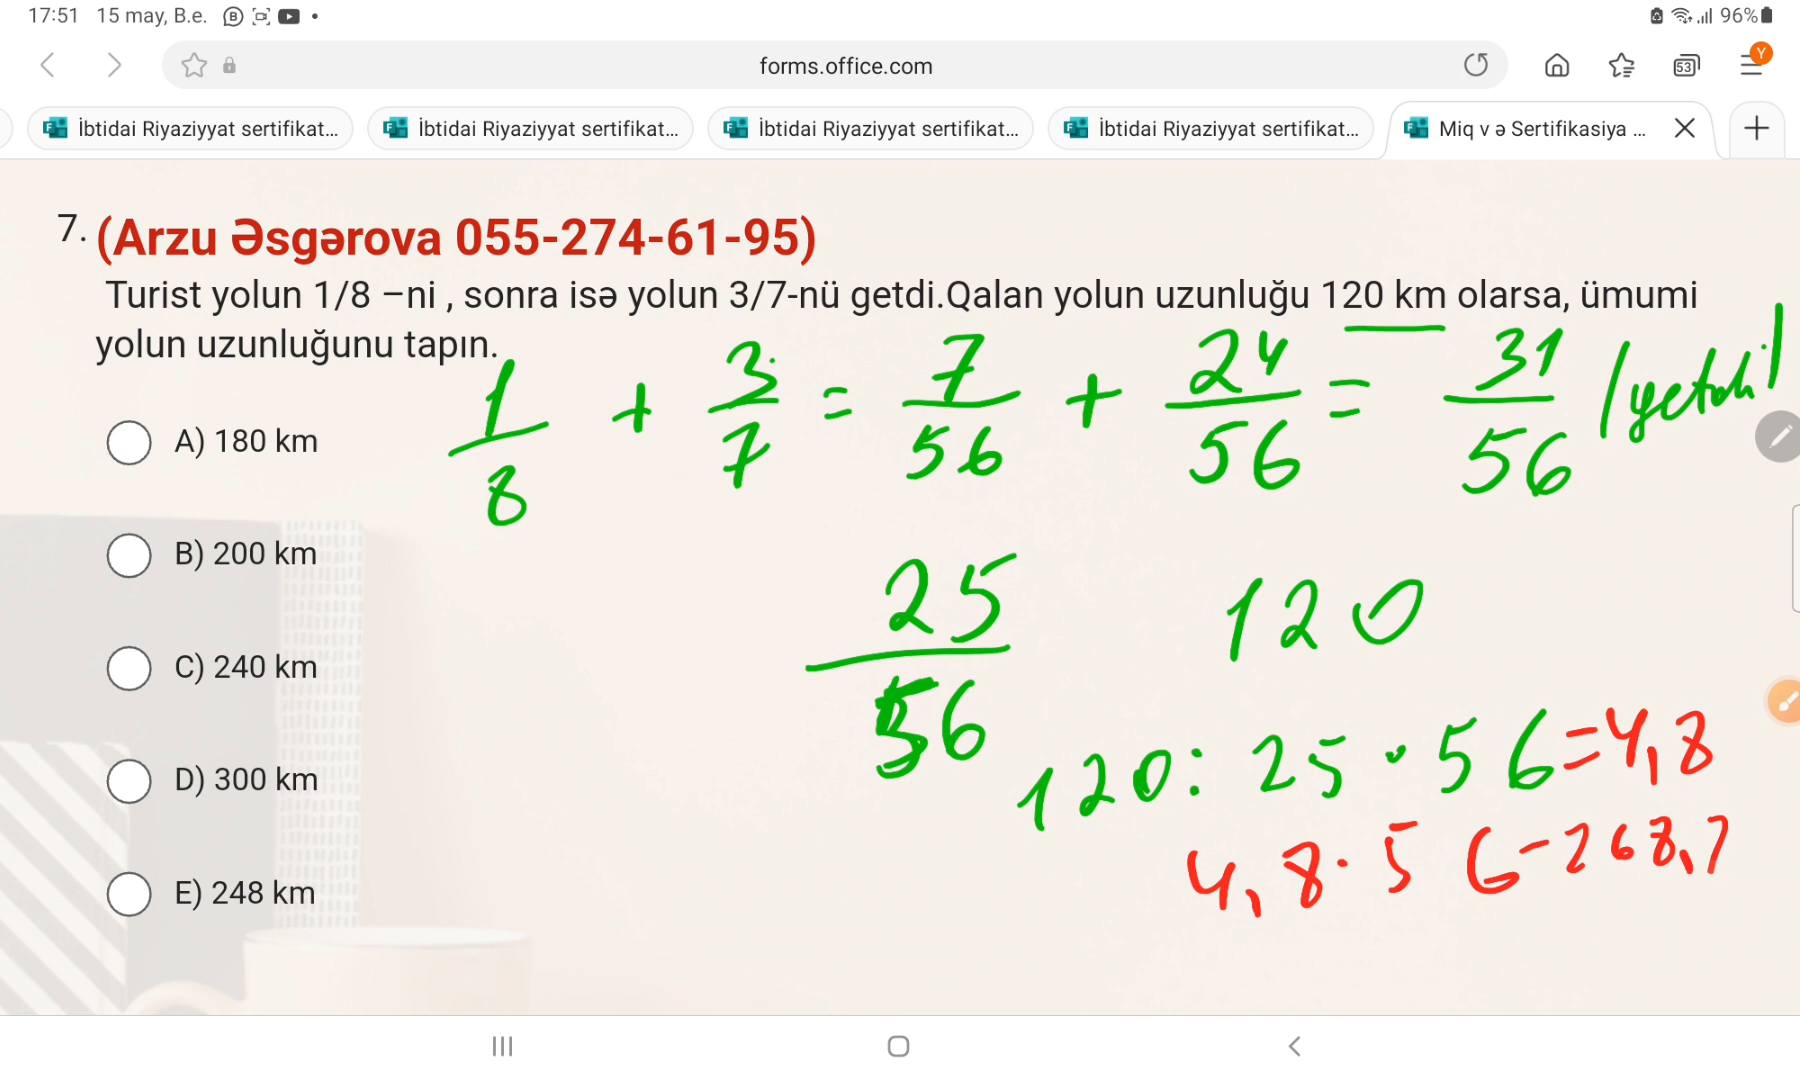 17:51 15 may, B.e.
96%
forms.office.com
53
Y
İbtidai Riyaziyyat sertifikat...
İbtidai Riyaziyyat sertifikat...
İbtidai Riyaziyyat sertifikat...
İbtidai Riyaziyyat sertifikat...
Miq v ə Sertifikasiya ...
7. (Arzu Əsgərova 055-274-61-95)
Turist yolun 1/8 –ni , sonra isə yolun 3/7-nü getdi.Qalan yolun uzunluğu 120 km olarsa, ümumi
yolun uzunluğunu tapın.
1/8 + 3/7 = 7/56 + 24/56 = 31/56 /getdi/
A) 180 km
B) 200 km
C) 240 km
D) 300 km
E) 248 km
25/56 120
120 : 25 · 56 = 4,8
4,8 · 56 - 268,7